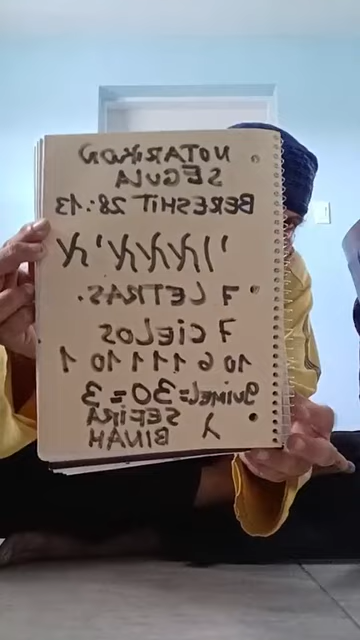 NOTARIKON
SEGULA
BERESHIT 28:13
איאאאוי
7 LETRAS.
7 CIELOS
10 6 1 1 1 10 1
guimel=30=3
ג SEFIRA
BINAH